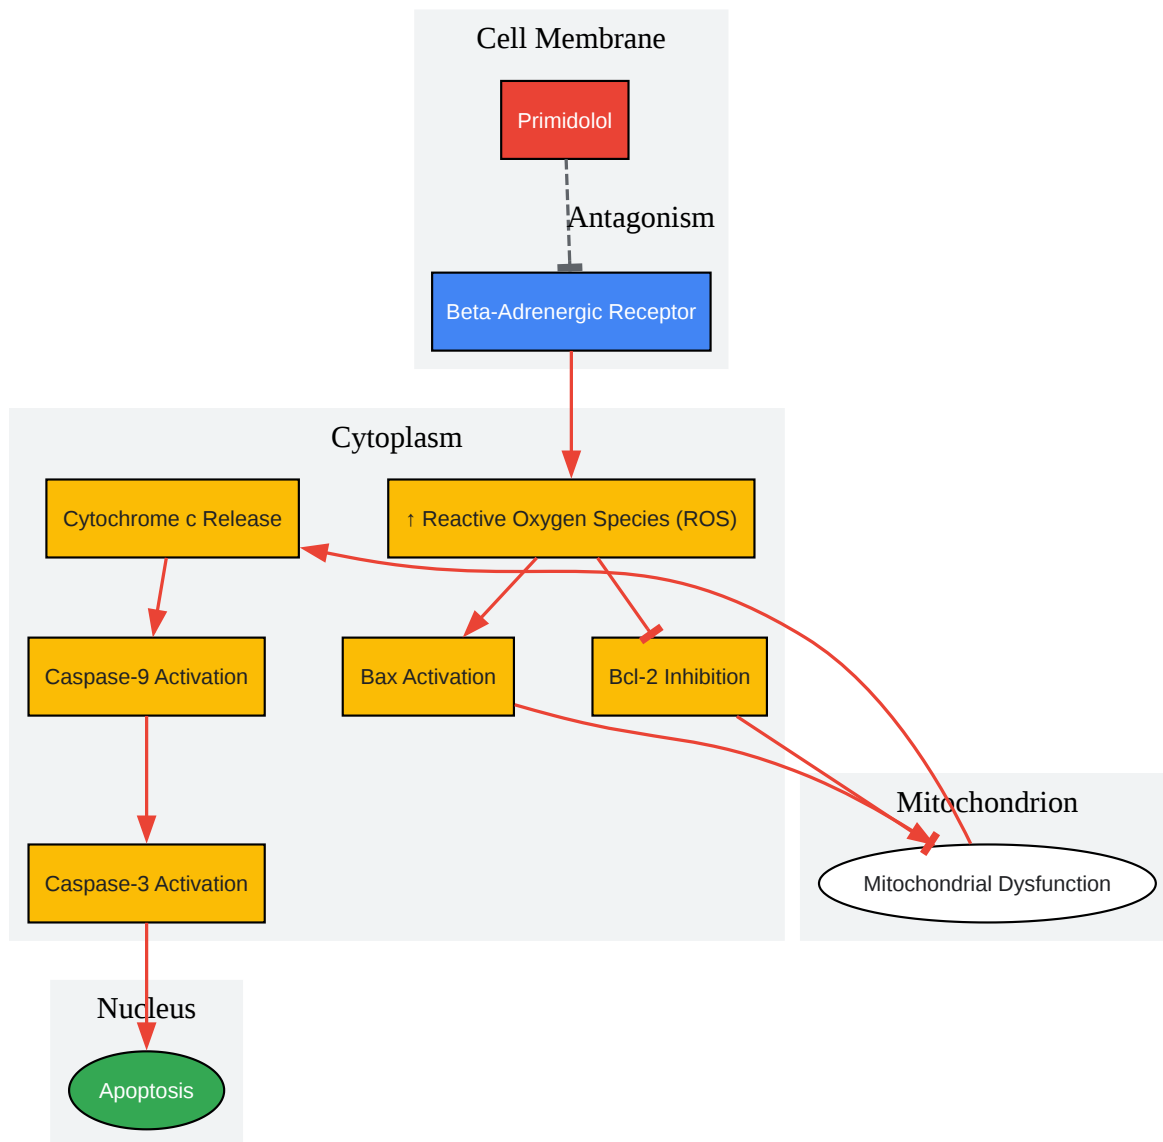 Cell Membrane
Primidolol
Antagonism
Beta-Adrenergic Receptor
Cytoplasm
Cytochrome c Release
↑ Reactive Oxygen Species (ROS)
Caspase-9 Activation
Bax Activation
Bcl-2 Inhibition
Mitochondrion
Caspase-3 Activation
Mitochondrial Dysfunction
Nucleus
Apoptosis